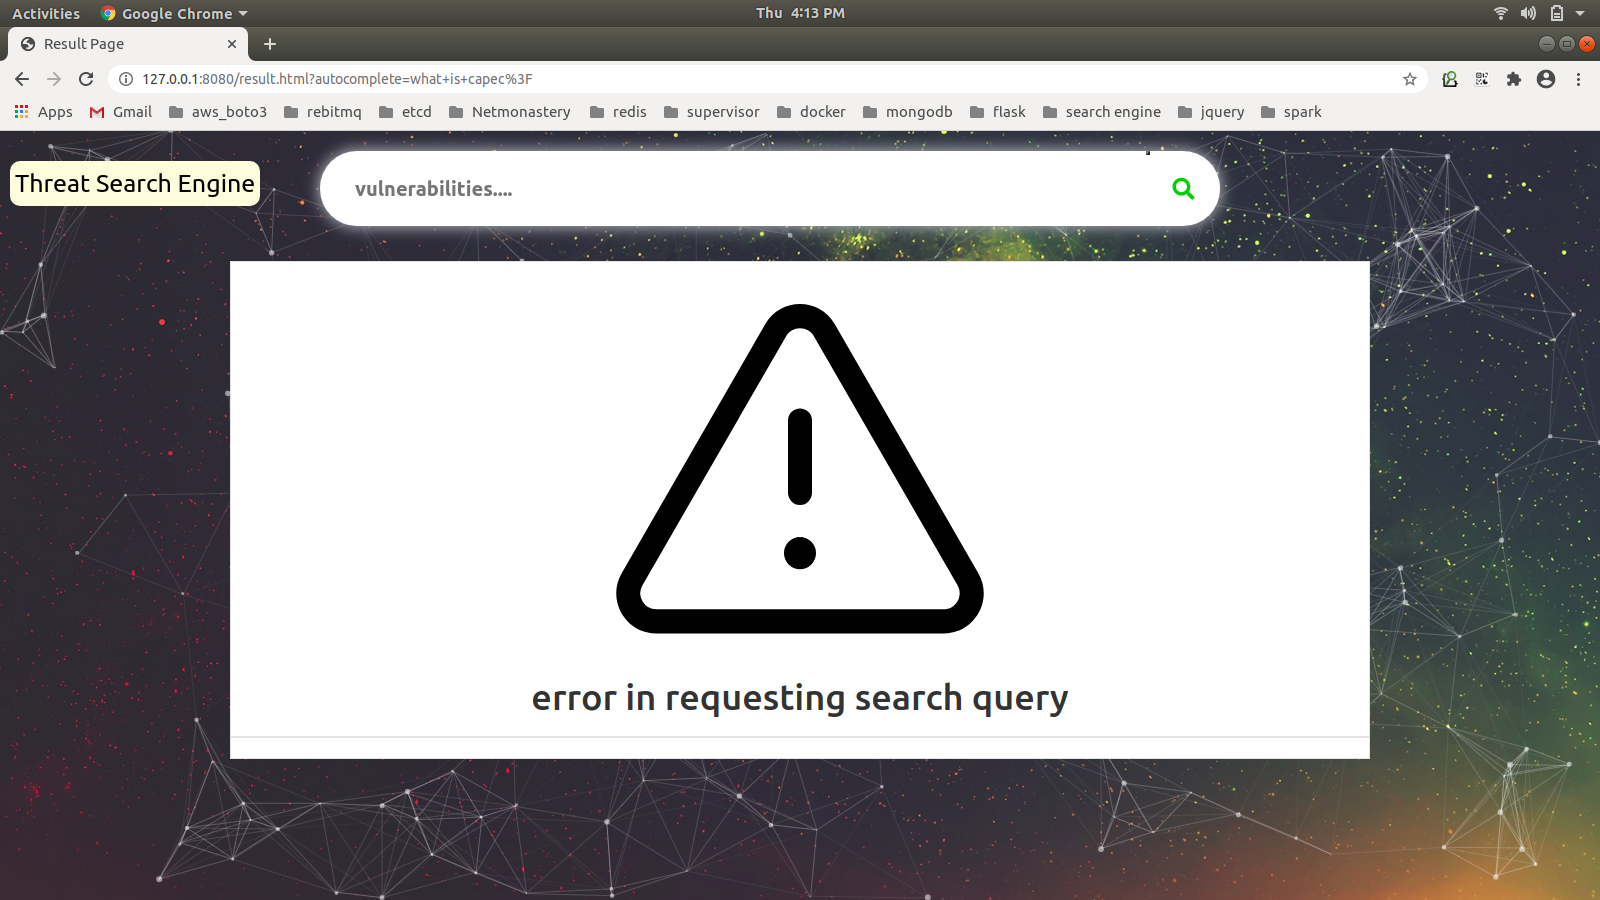 Activities Google Chrome Thu 4:13 PM
Result Page
127.0.0.1:8080/result.html?autocomplete=what+is+capec%3F
Apps Gmail aws_boto3 rebitmq etcd Netmonastery redis supervisor docker mongodb flask search engine jquery spark
Threat Search Engine
vulnerabilities....
error in requesting search query